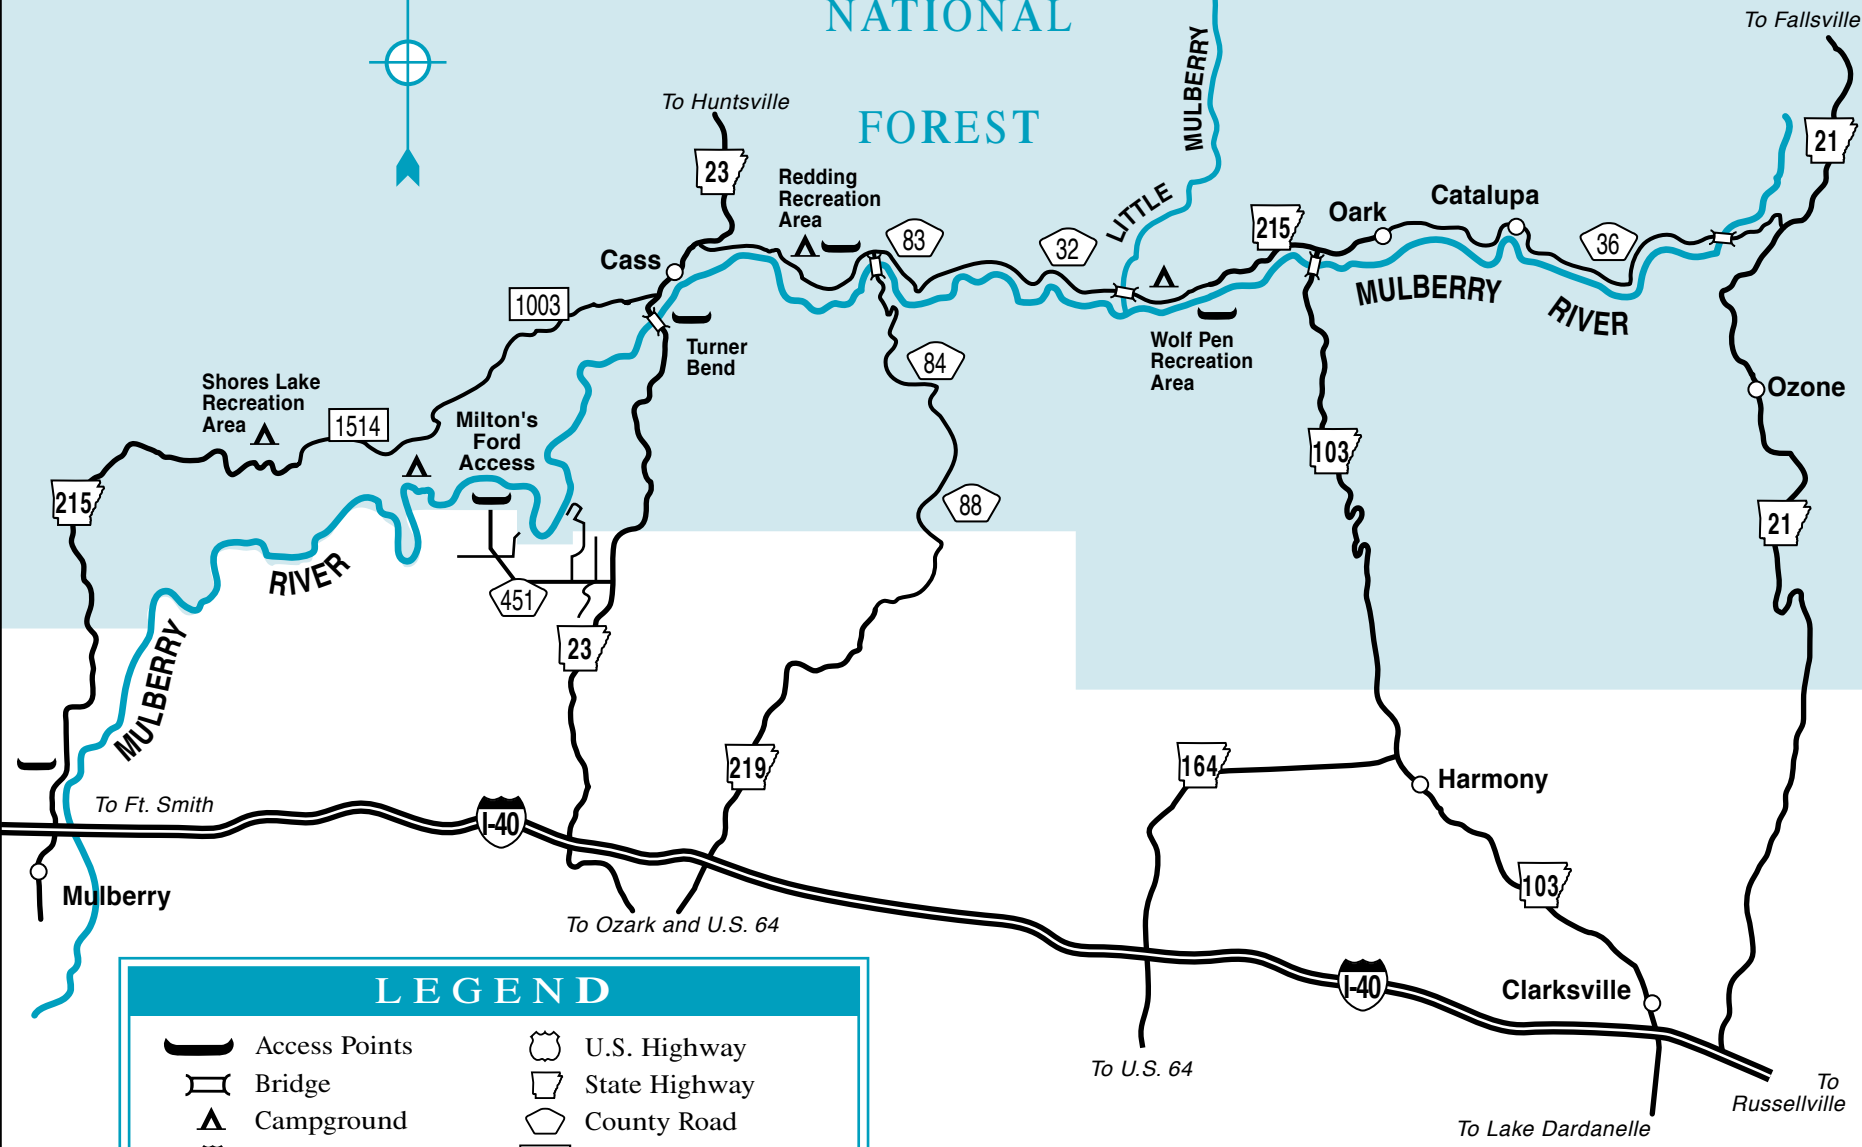 NATIONAL
FOREST
To Fallsville
MULBERRY
LITTLE
To Huntsville
23
21
Redding
Recreation
Area
83
32
215
Oark
Catalupa
36
Cass
1003
MULBERRY
RIVER
Turner
Bend
Wolf Pen
Recreation
Area
84
Shores Lake
Recreation
Area
1514
Milton's
Ford
Access
Ozone
103
215
88
21
RIVER
451
MULBERRY
23
219
164
Harmony
To Ft. Smith
I-40
Mulberry
103
To Ozark and U.S. 64
I-40
Clarksville
LEGEND
Access Points
U.S. Highway
Bridge
State Highway
Campground
County Road
To U.S. 64
To
Russellville
To Lake Dardanelle